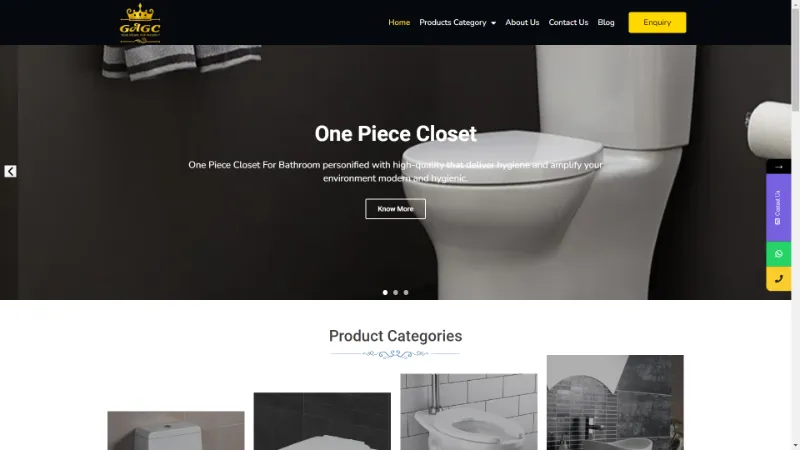 GAGC
Home
Products Category
About Us
Contact Us
Blog
Enquiry
One Piece Closet
One Piece Closet For Bathroom personified with high-quality that deliver hygiene and amplify your
environment modern and hygienic.
Know More
Contact Us
Product Categories